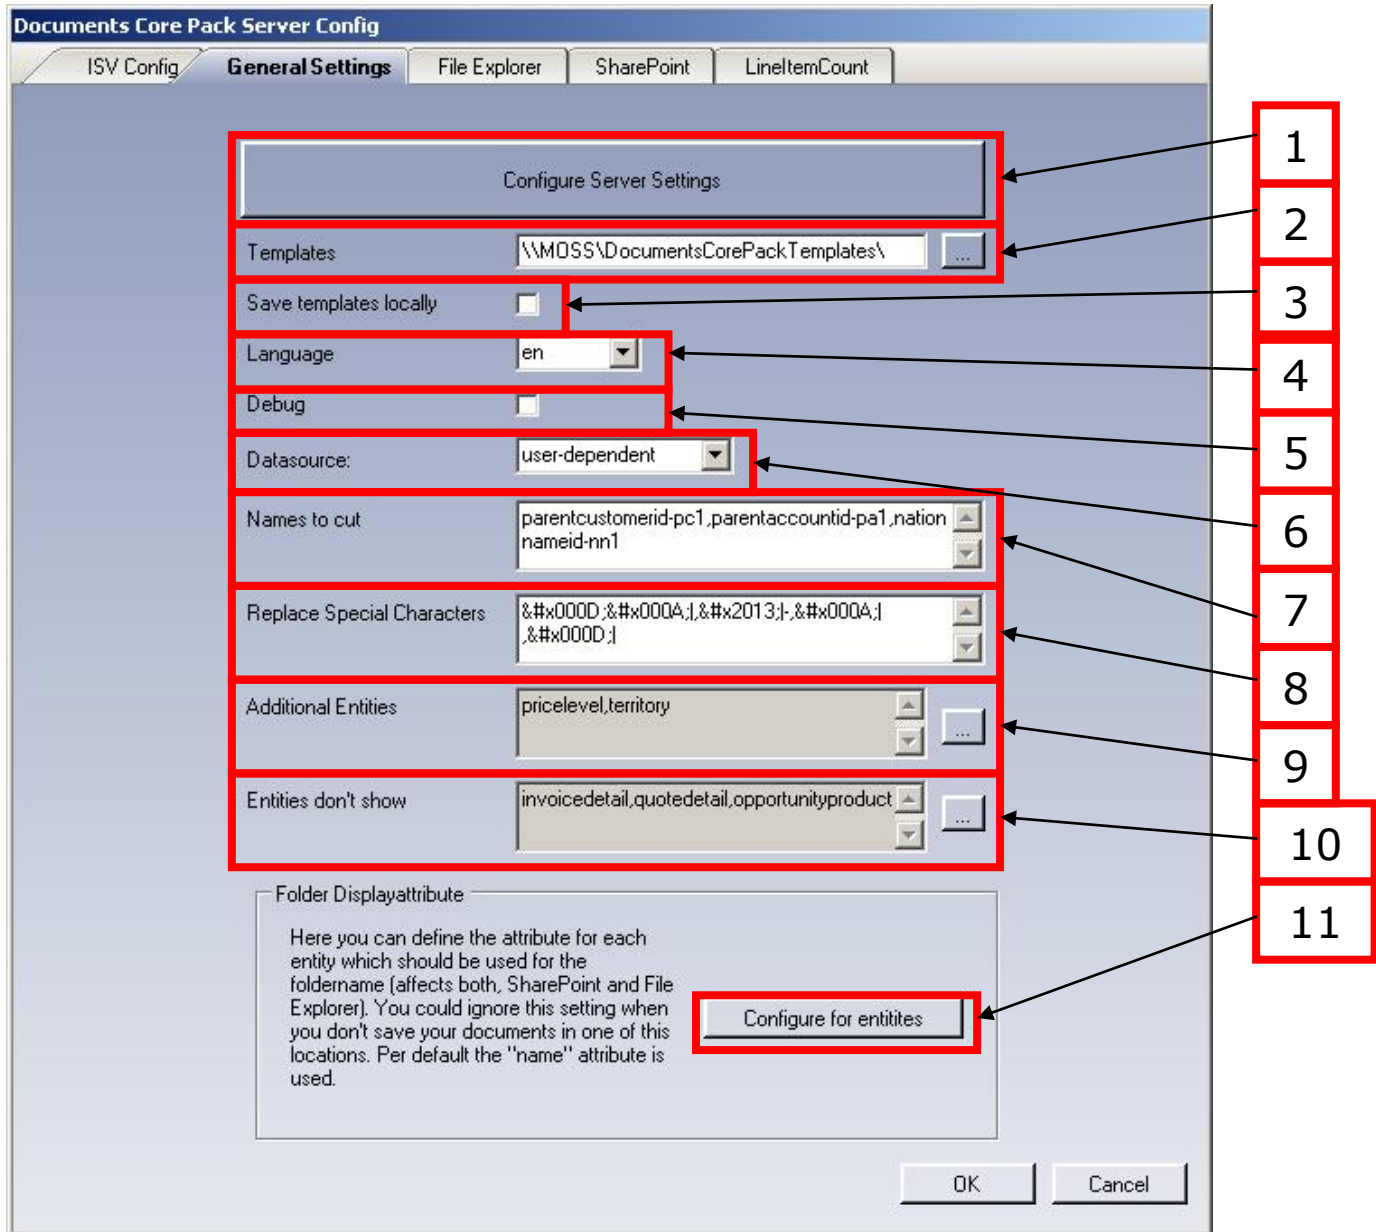 Documents Core Pack Server Config
ISV Config General Settings File Explorer SharePoint LineItemCount
Configure Server Settings
1
Templates \\MOSS\DocumentsCorePackTemplates\ ...
2
Save templates locally
3
Language en
4
Debug
5
Datasource: user-dependent
6
Names to cut parentcustomerid-pc1,parentaccountid-pa1,nation
nameid-nn1
7
Replace Special Characters &#x000D;&#x000A;|,&#x2013;|-,&#x000A;|
,&#x000D;|
8
Additional Entities pricelevel,territory ...
9
Entities don't show invoicedetail,quotedetail,opportunityproduct ...
10
Folder Displayattribute
11
Here you can define the attribute for each
entity which should be used for the
foldername (affects both, SharePoint and File
Explorer). You could ignore this setting when
you don't save your documents in one of this
locations. Per default the "name" attribute is
used.
Configure for entitites
OK Cancel